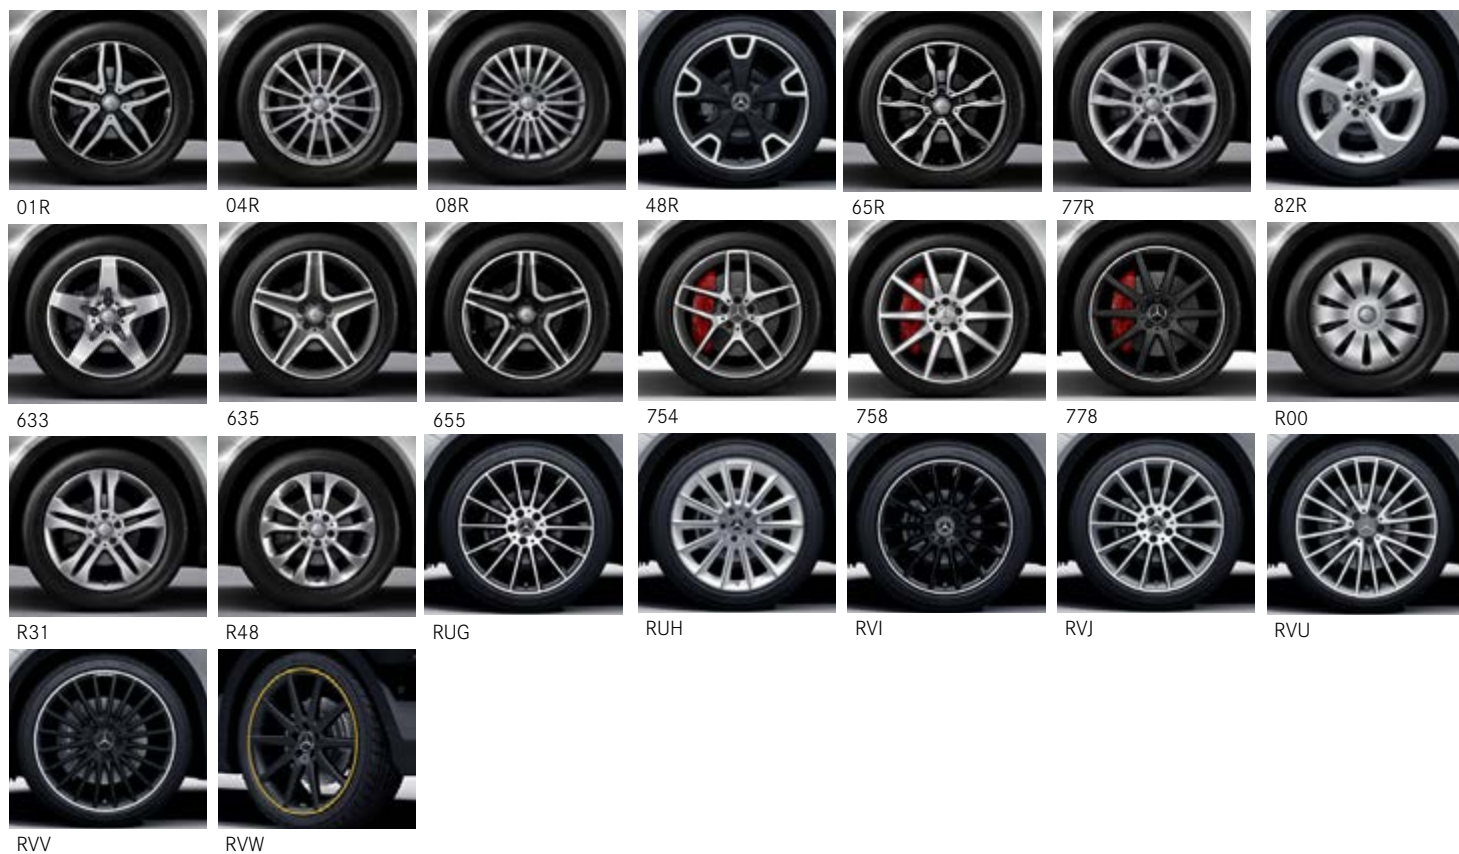 01R 04R 08R 48R 65R 77R 82R
633 635 655 754 758 778 R00
R31 R48 RUG RUH RVI RVJ RVU
RVV RVW